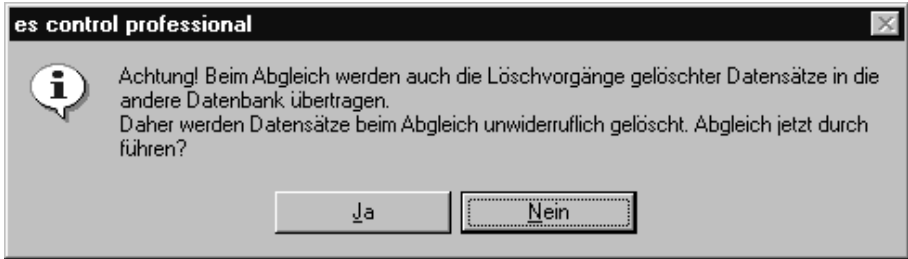 es control professional
Achtung! Beim Abgleich werden auch die Löschvorgänge gelöschter Datensätze in die
andere Datenbank übertragen.
Daher werden Datensätze beim Abgleich unwiderruflich gelöscht. Abgleich jetzt durch
führen?
Ja
Nein